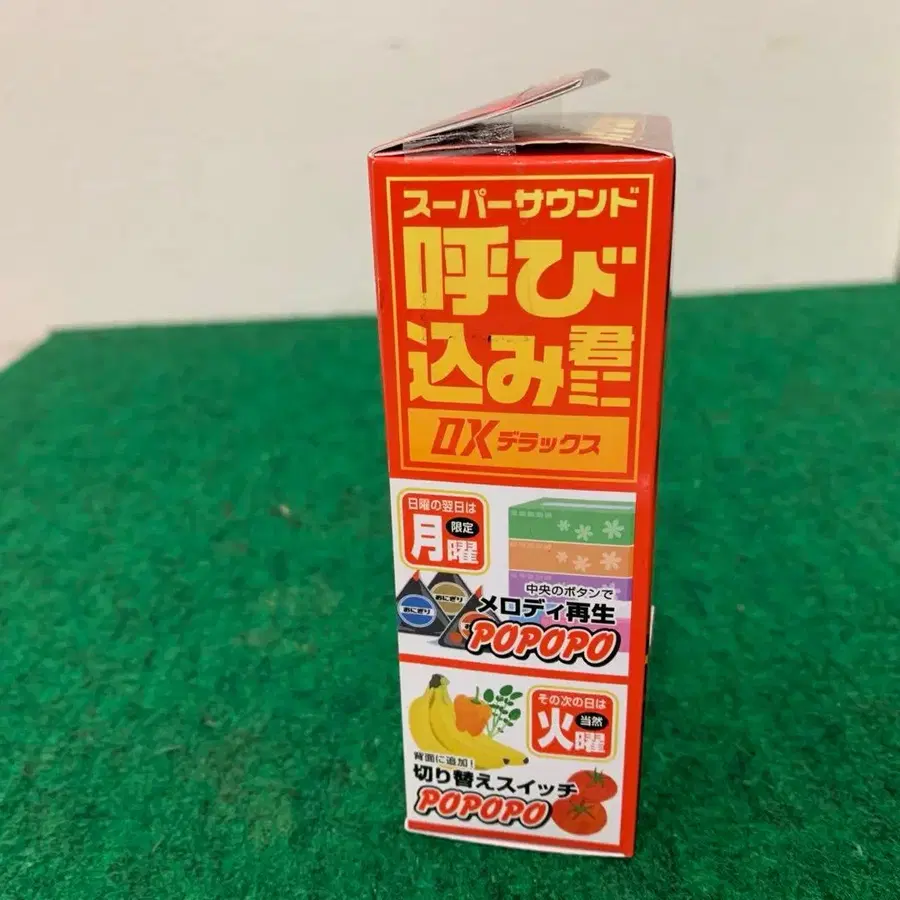 スーパーサウンド
呼び
込み君ミニ
DXデラックス
日曜の翌日は
月曜
限定
中央のボタンで
メロディ再生
POPOPO
おにぎり
おにぎり
その次の日は
火曜
当然
背面に追加!
切り替えスイッチ
POPOPO